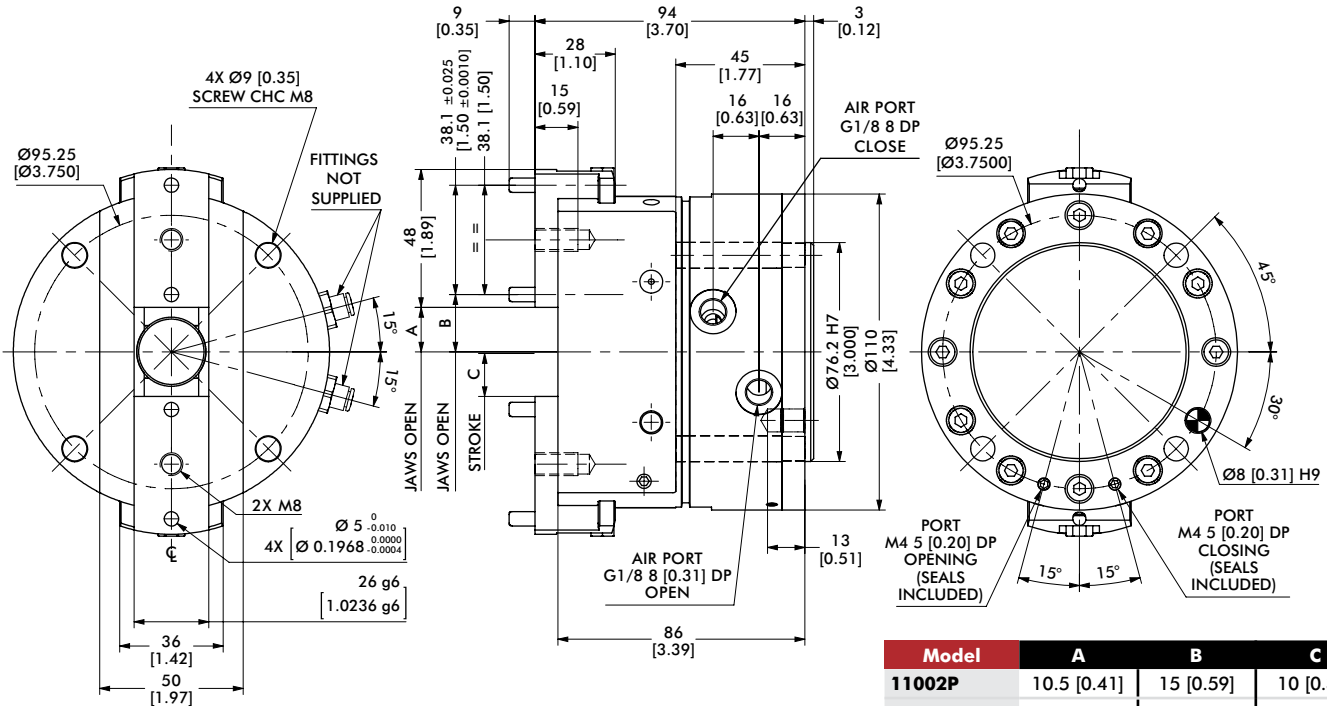 4X Ø9 [0.35]
SCREW CHC M8
Ø95.25
[Ø3.750]
FITTINGS
NOT
SUPPLIED
15°
15°
2X M8
Ø 5 0 -0.010
4X [Ø 0.1968 0.0000 -0.0004]
℄
26 g6
[1.0236 g6]
36
[1.42]
50
[1.97]
9
[0.35]
94
[3.70]
3
[0.12]
28
[1.10]
45
[1.77]
15
[0.59]
16
[0.63]
16
[0.63]
38.1 ±0.025
[1.50 ±0.0010]
38.1 [1.50]
= =
48
[1.89]
A
B
C
JAWS OPEN
JAWS OPEN
STROKE
AIR PORT
G1/8 8 DP
CLOSE
Ø76.2 H7
[3.000]
Ø110
[4.33]
AIR PORT
G1/8 8 [0.31] DP
OPEN
13
[0.51]
86
[3.39]
Ø95.25
[Ø3.7500]
45°
30°
Ø8 [0.31] H9
PORT
M4 5 [0.20] DP
OPENING
(SEALS
INCLUDED)
15°
15°
PORT
M4 5 [0.20] DP
CLOSING
(SEALS
INCLUDED)
Model A B C
11002P 10.5 [0.41] 15 [0.59] 10 [0.